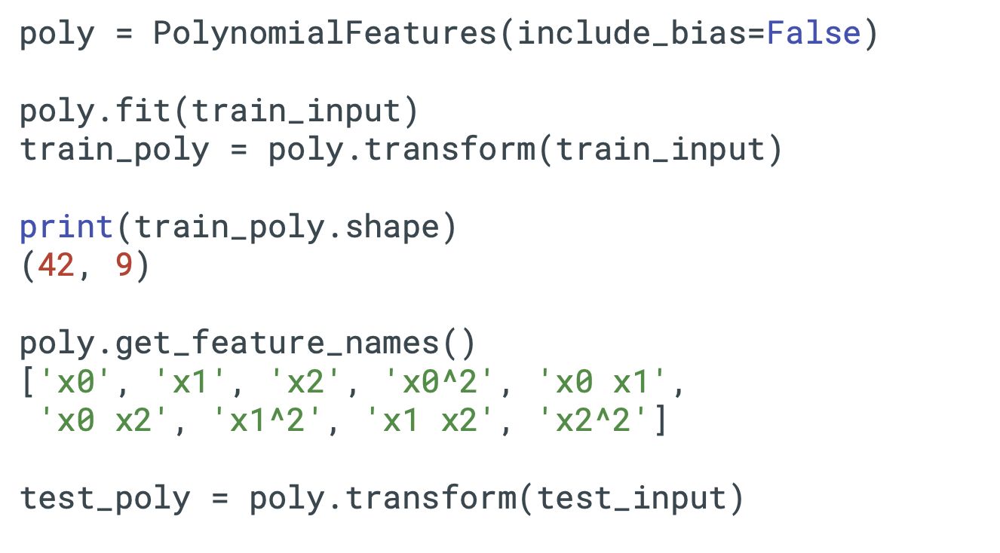 poly = PolynomialFeatures(include_bias=False)
poly.fit(train_input)
train_poly = poly.transform(train_input)
print(train_poly.shape)
(42, 9)
poly.get_feature_names()
['x0', 'x1', 'x2', 'x0^2', 'x0 x1',
'x0 x2', 'x1^2', 'x1 x2', 'x2^2']
test_poly = poly.transform(test_input)